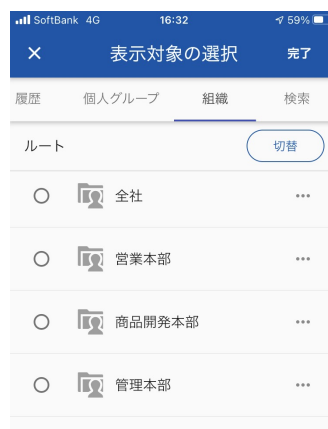 SoftBank 4G 16:32 59%
× 表示対象の選択 完了
履歴 個人グループ 組織 検索
ルート 切替
全社 ...
営業本部 ...
商品開発本部 ...
管理本部 ...